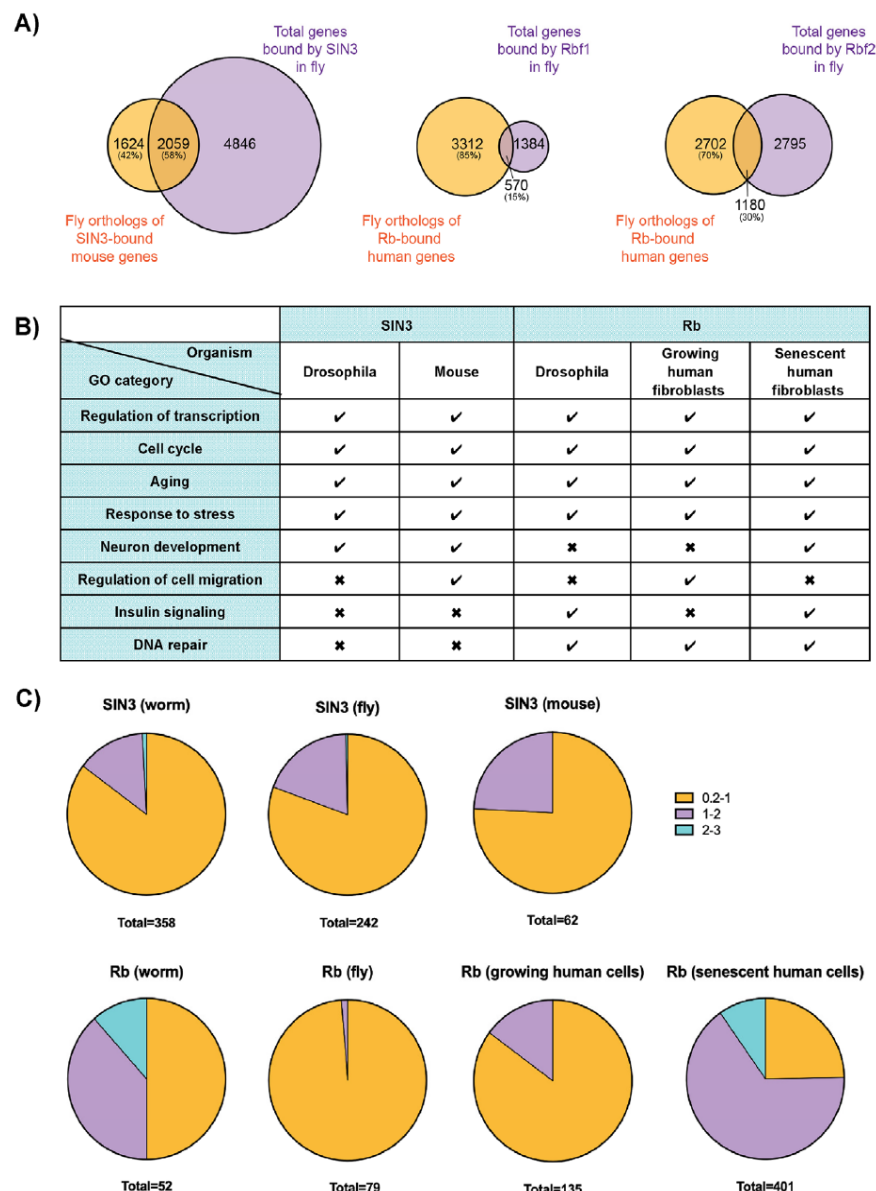 A)
Total genes
bound by SIN3
in fly
1624
(42%)
2059
(58%)
4846
Fly orthologs of
SIN3-bound
mouse genes
Total genes
bound by Rbf1
in fly
3312
(85%)
1384
570
(15%)
Fly orthologs of
Rb-bound
human genes
Total genes
bound by Rbf2
in fly
2702
(70%)
2795
1180
(30%)
Fly orthologs of
Rb-bound
human genes
B)
SIN3 Rb
Organism
GO category
Drosophila Mouse Drosophila Growing human fibroblasts Senescent human fibroblasts
Regulation of transcription ✔ ✔ ✔ ✔ ✔
Cell cycle ✔ ✔ ✔ ✔ ✔
Aging ✔ ✔ ✔ ✔ ✔
Response to stress ✔ ✔ ✔ ✔ ✔
Neuron development ✔ ✔ ✖ ✖ ✔
Regulation of cell migration ✖ ✔ ✖ ✔ ✖
Insulin signaling ✖ ✖ ✔ ✖ ✔
DNA repair ✖ ✖ ✔ ✔ ✔
C)
SIN3 (worm)
Total=358
SIN3 (fly)
Total=242
SIN3 (mouse)
Total=62
0.2-1
1-2
2-3
Rb (worm)
Total=52
Rb (fly)
Total=79
Rb (growing human cells)
Total=135
Rb (senescent human cells)
Total=401